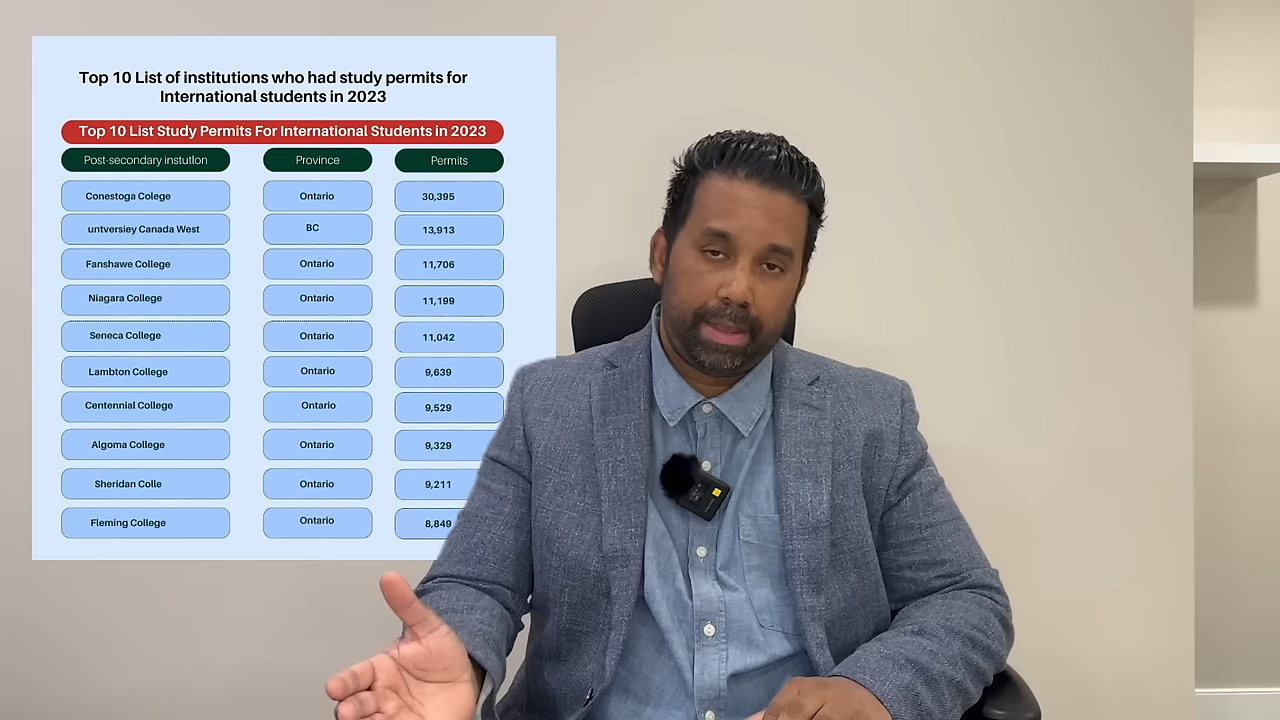 Top 10 List of institutions who had study permits for
International students in 2023
Top 10 List Study Permits For International Students in 2023
Post-secondary instutlon Province Permits
Conestoga College Ontario 30,395
untversiey Canada West BC 13,913
Fanshawe College Ontario 11,706
Niagara College Ontario 11,199
Seneca College Ontario 11,042
Lambton College Ontario 9,639
Centennial College Ontario 9,529
Algoma College Ontario 9,329
Sheridan Colle Ontario 9,211
Fleming College Ontario 8,849